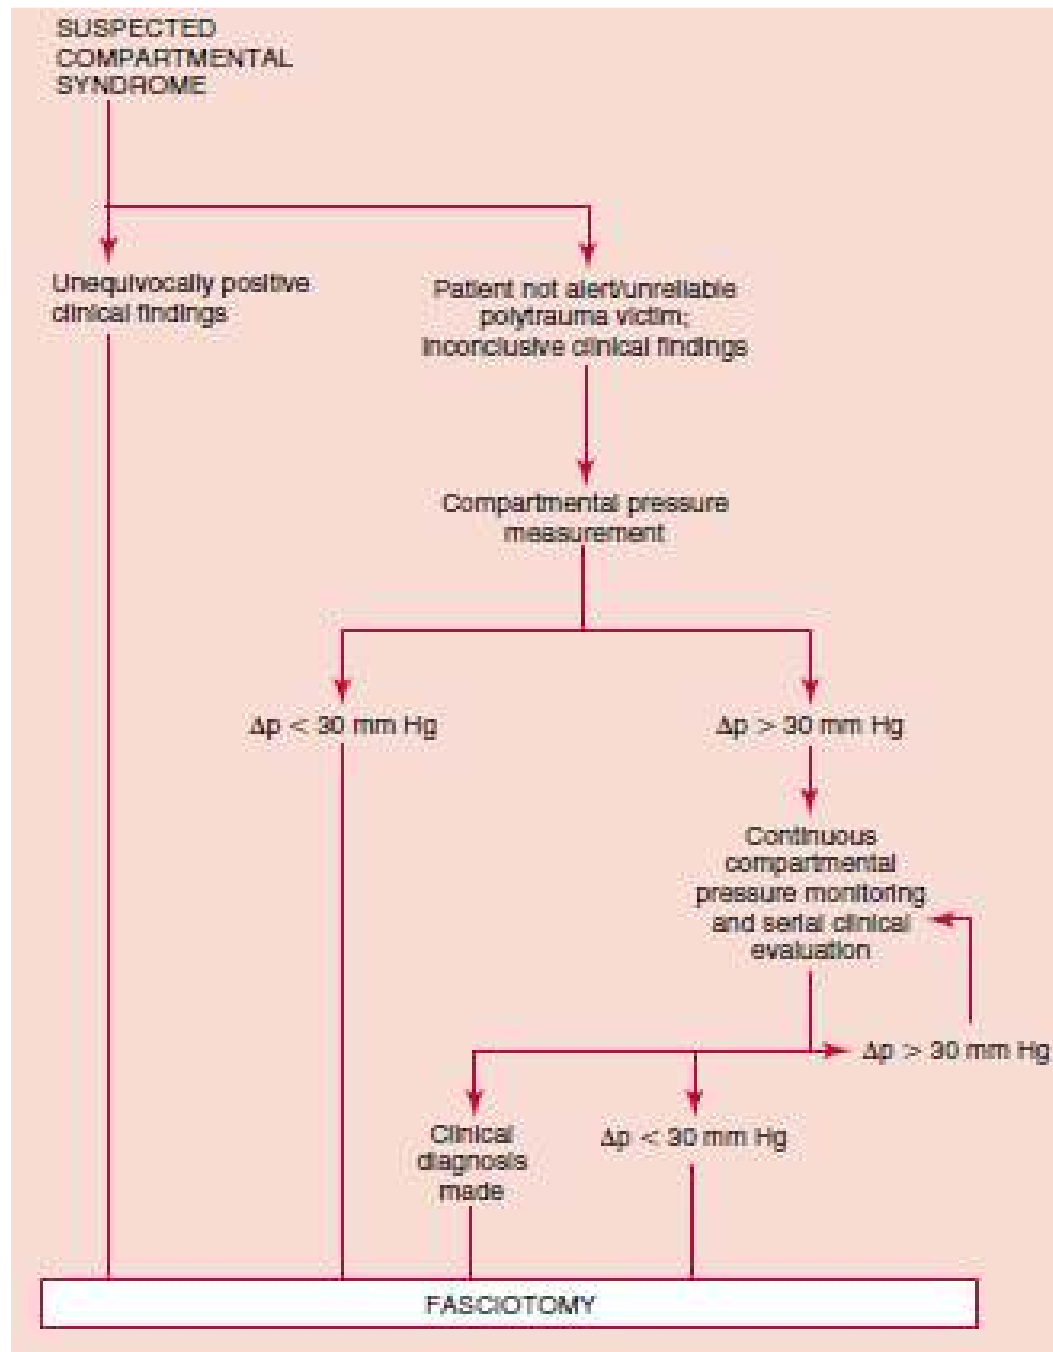 SUSPECTED
COMPARTMENTAL
SYNDROME
Unequivocally positive
clinical findings
Patient not alert/unreliable
polytrauma victim;
inconclusive clinical findings
Compartmental pressure
measurement
Δp < 30 mm Hg
Δp > 30 mm Hg
Continuous
compartmental
pressure monitoring
and serial clinical
evaluation
Δp > 30 mm Hg
Clinical
diagnosis
made
Δp < 30 mm Hg
FASCIOTOMY